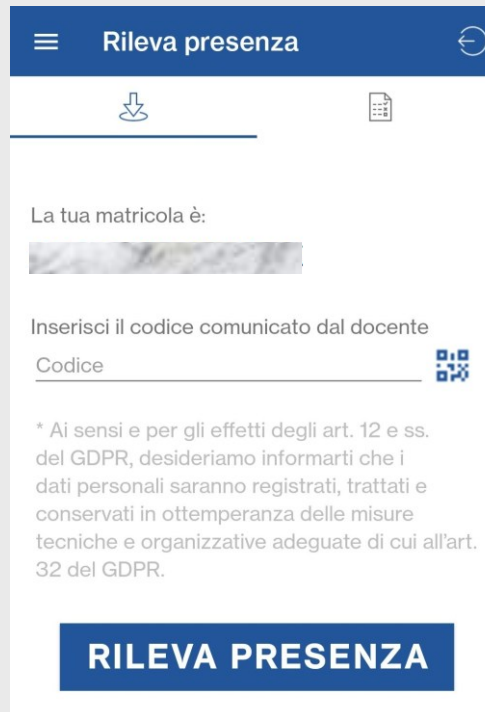 Rileva presenza
La tua matricola è:
Inserisci il codice comunicato dal docente
Codice
* Ai sensi e per gli effetti degli art. 12 e ss.
del GDPR, desideriamo informarti che i
dati personali saranno registrati, trattati e
conservati in ottemperanza delle misure
tecniche e organizzative adeguate di cui all'art.
32 del GDPR.
RILEVA PRESENZA